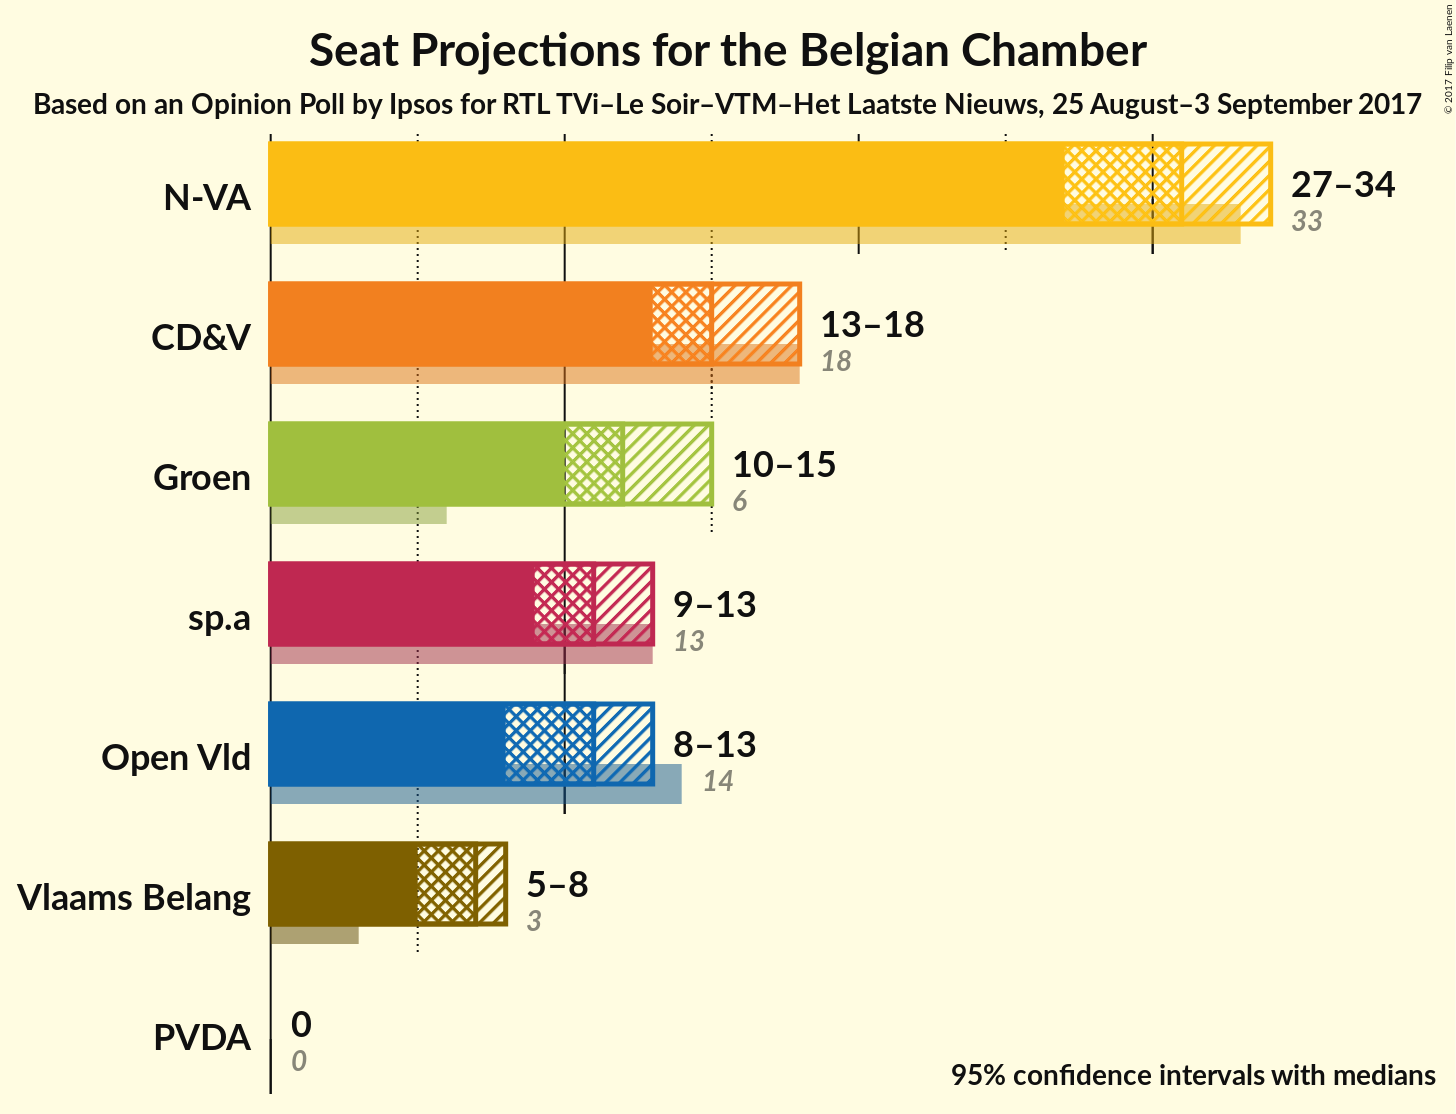 Seat Projections for the Belgian Chamber
Based on an Opinion Poll by Ipsos for RTL TVi–Le Soir–VTM–Het Laatste Nieuws, 25 August–3 September 2017
© 2017 Filip van Laenen
N-VA
27–34
33
CD&V
13–18
18
Groen
10–15
6
sp.a
9–13
13
Open Vld
8–13
14
Vlaams Belang
5–8
3
PVDA
0
0
95% confidence intervals with medians